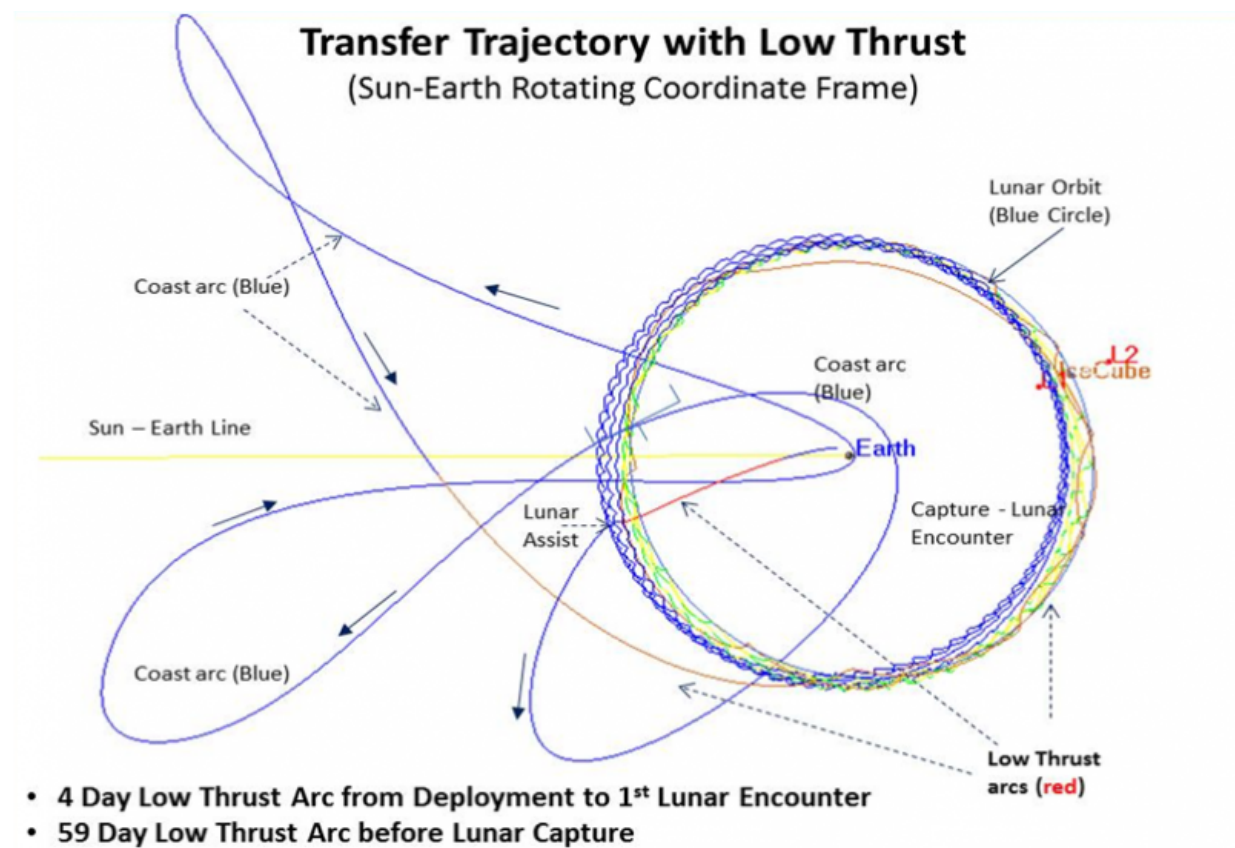 Transfer Trajectory with Low Thrust
(Sun-Earth Rotating Coordinate Frame)
Lunar Orbit
(Blue Circle)
Coast arc (Blue)
Coast arc
(Blue)
L2
IceCube
Sun – Earth Line
Earth
Lunar
Assist
Capture - Lunar
Encounter
Coast arc (Blue)
Low Thrust
arcs (red)
• 4 Day Low Thrust Arc from Deployment to 1st Lunar Encounter
• 59 Day Low Thrust Arc before Lunar Capture